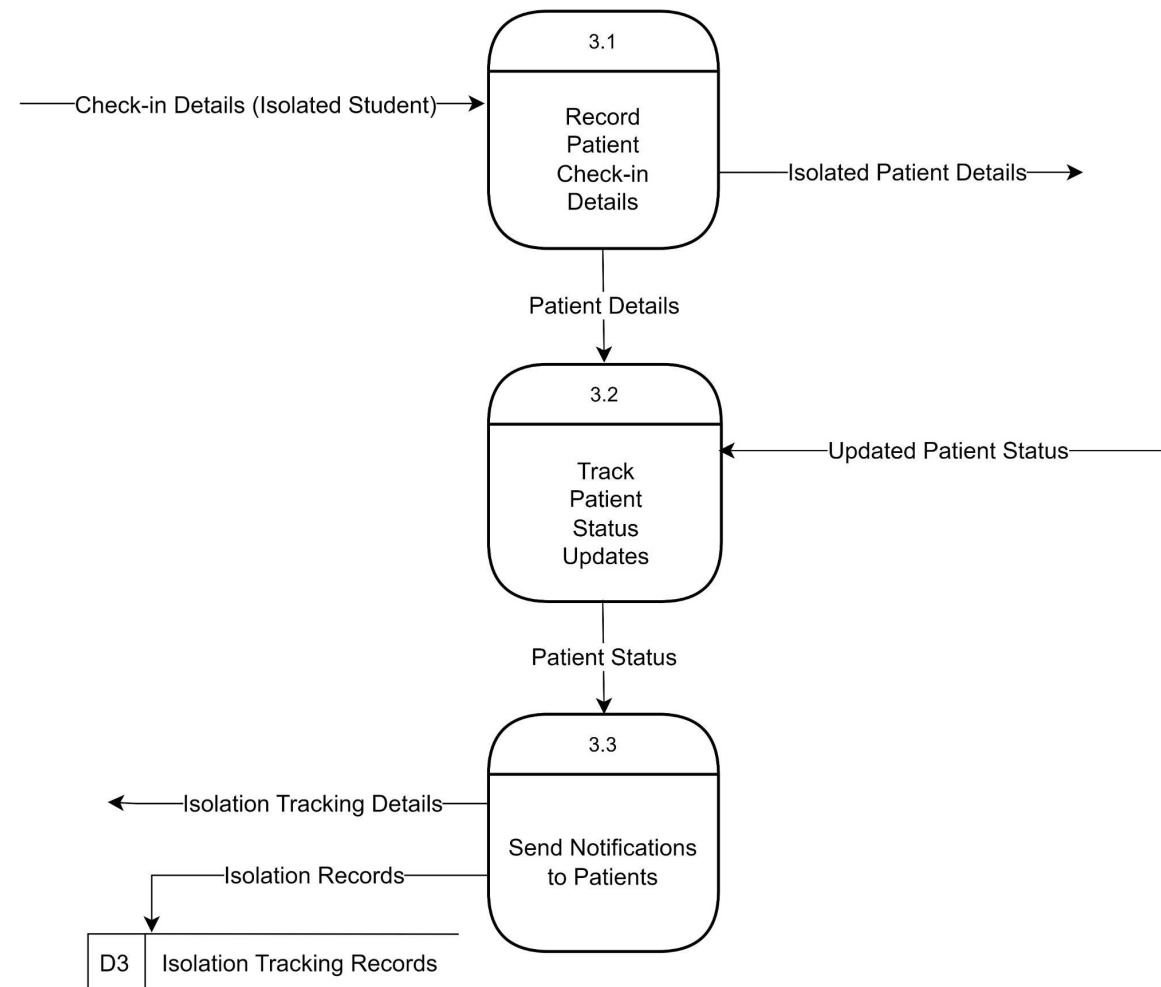 3.1
Check-in Details (Isolated Student)
Record
Patient
Check-in
Details
Isolated Patient Details
Patient Details
3.2
Updated Patient Status
Track
Patient
Status
Updates
Patient Status
3.3
Isolation Tracking Details
Send Notifications
to Patients
Isolation Records
D3 Isolation Tracking Records